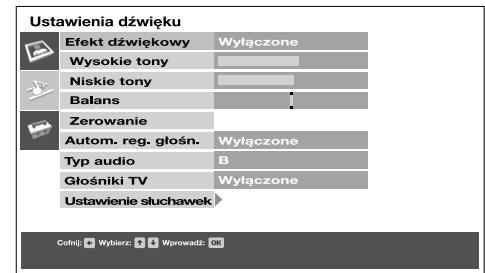 Ustawienia dźwięku
Efekt dźwiękowy Wyłączone
Wysokie tony
Niskie tony
Balans
Zerowanie
Autom. reg. głośn. Wyłączone
Typ audio B
Głośniki TV Wyłączone
Ustawienie słuchawek
Cofnij: Wybierz: Wprowadź: OK